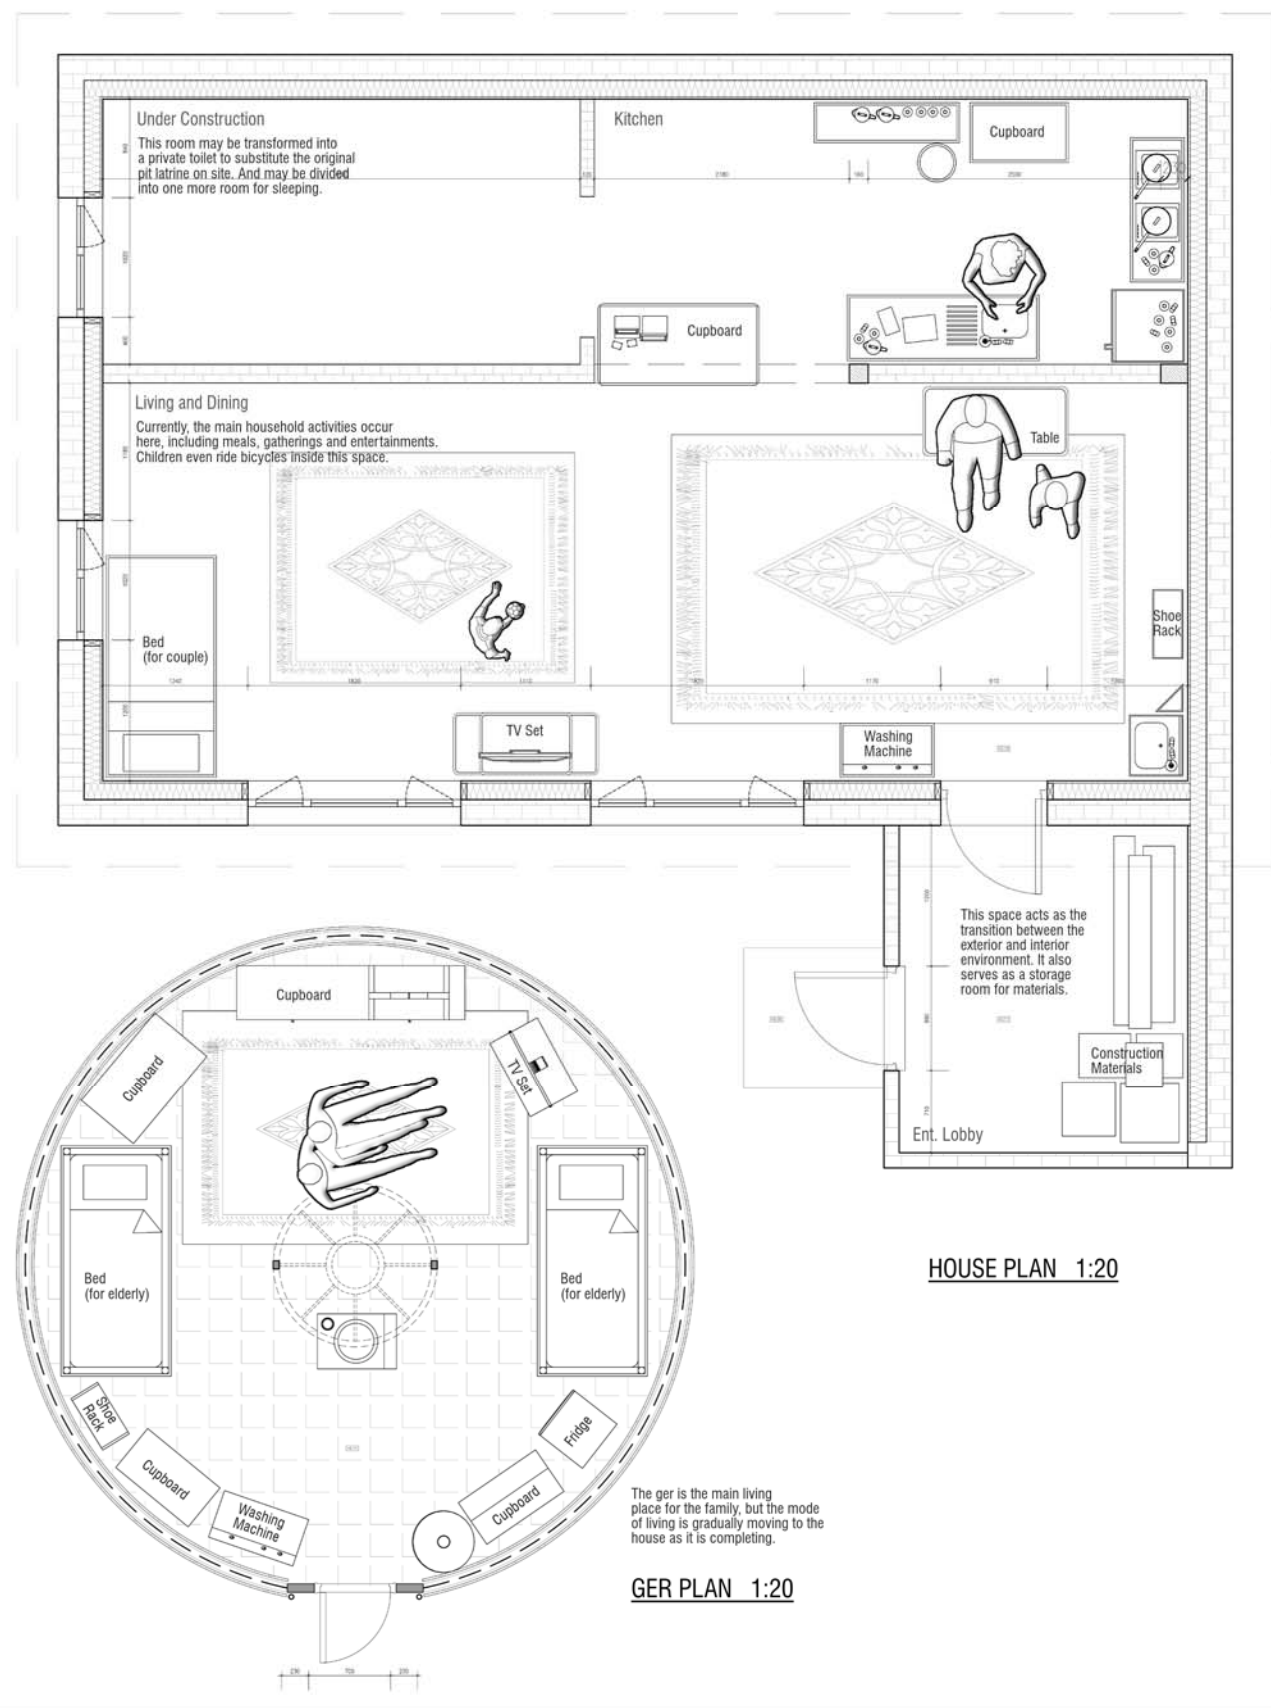 Under Construction
This room may be transformed into
a private toilet to substitute the original
pit latrine on site. And may be divided
into one more room for sleeping.
Kitchen
Cupboard
Cupboard
Living and Dining
Currently, the main household activities occur
here, including meals, gatherings and entertainments.
Children even ride bicycles inside this space.
Table
Shoe
Rack
Bed
(for couple)
TV Set
Washing
Machine
This space acts as the
transition between the
exterior and interior
environment. It also
serves as a storage
room for materials.
Construction
Materials
Ent. Lobby
HOUSE PLAN 1:20
Cupboard
Cupboard
TV Set
Bed
(for elderly)
Bed
(for elderly)
Shoe
Rack
Cupboard
Washing
Machine
Fridge
Cupboard
The ger is the main living
place for the family, but the mode
of living is gradually moving to the
house as it is completing.
GER PLAN 1:20